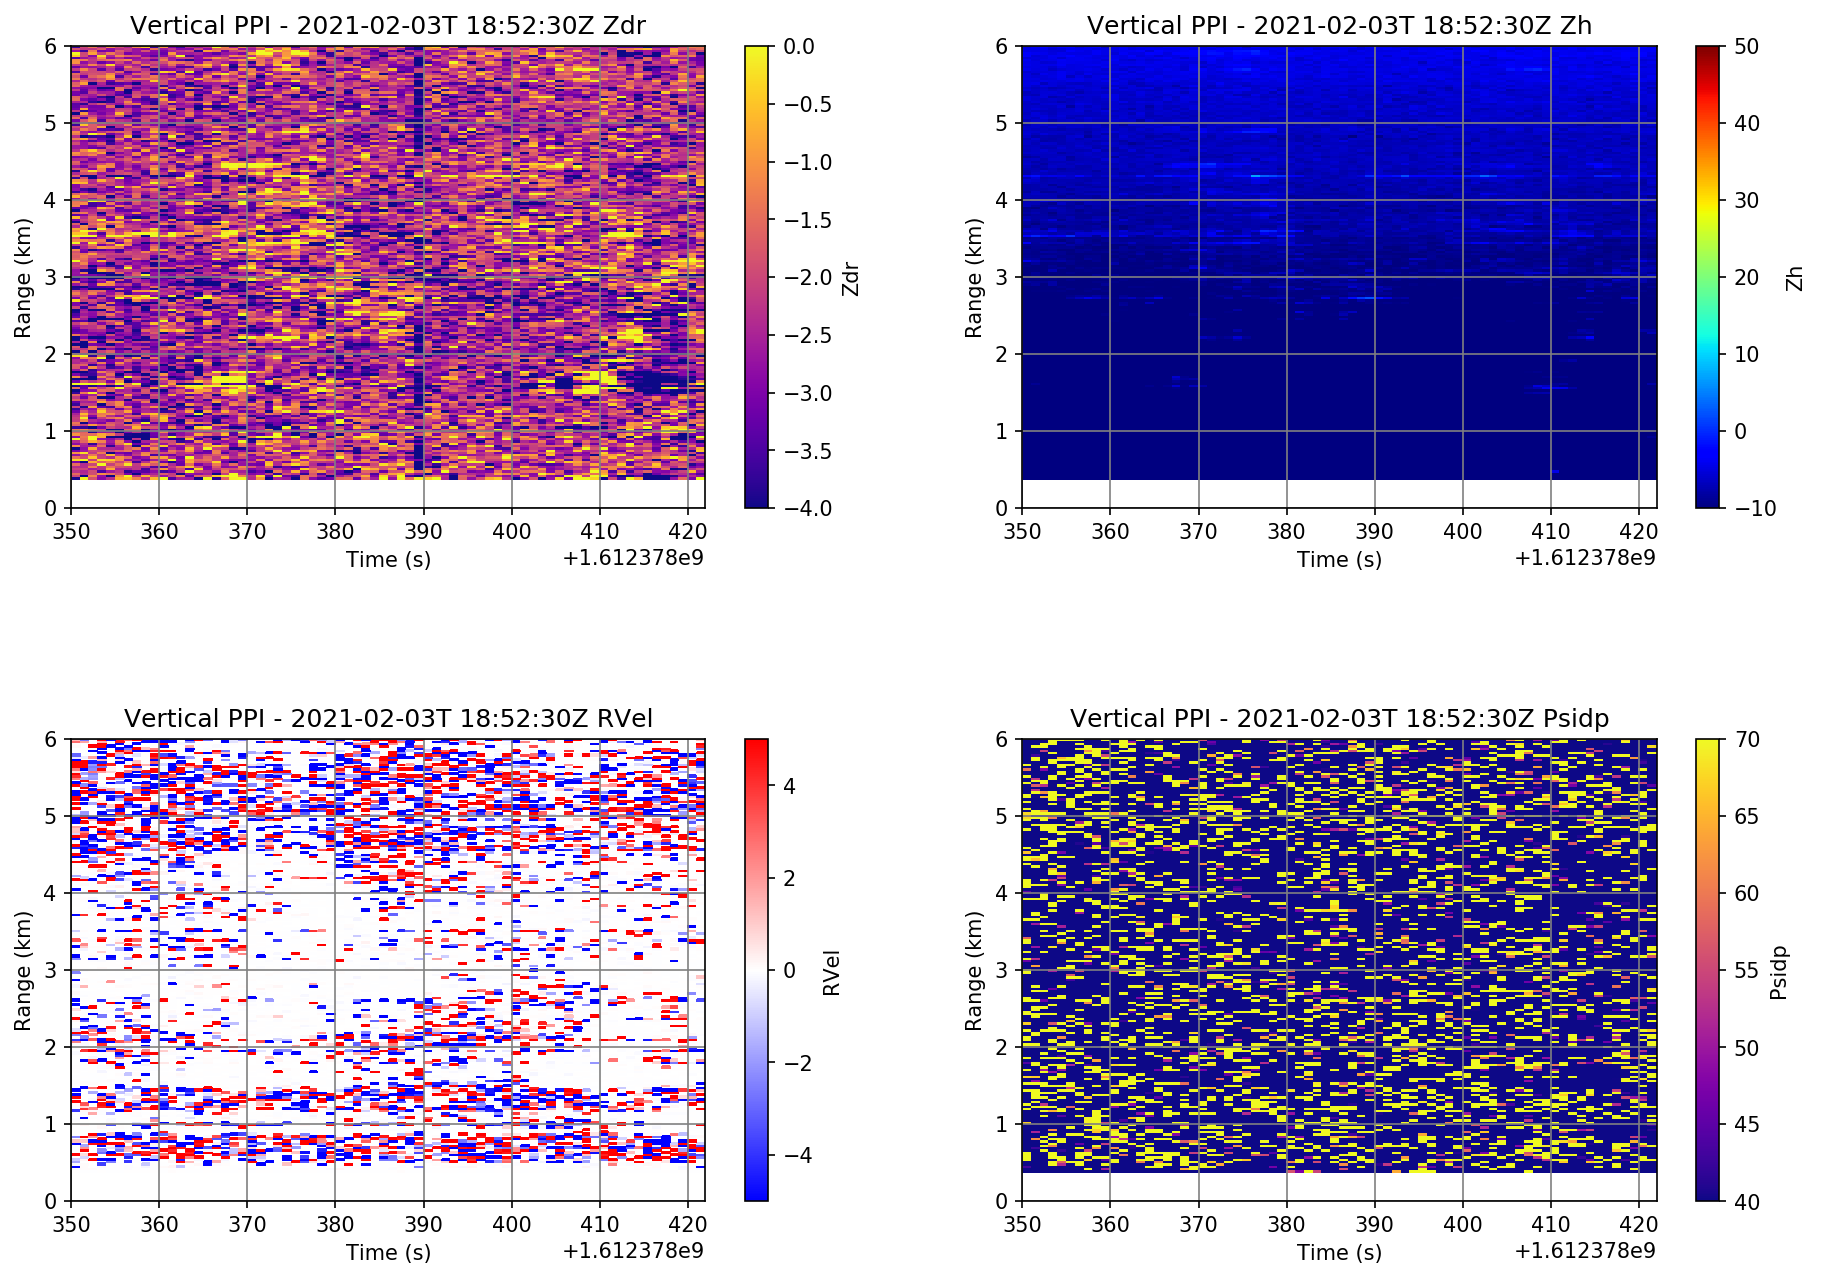 Vertical PPI - 2021-02-03T 18:52:30Z Zdr
6
5
4
3
2
1
0
Range (km)
350 360 370 380 390 400 410 420
Time (s)
+1.612378e9
0.0
−0.5
−1.0
−1.5
−2.0
−2.5
−3.0
−3.5
−4.0
Zdr
Vertical PPI - 2021-02-03T 18:52:30Z Zh
6
5
4
3
2
1
0
Range (km)
350 360 370 380 390 400 410 420
Time (s)
+1.612378e9
50
40
30
20
10
0
−10
Zh
Vertical PPI - 2021-02-03T 18:52:30Z RVel
6
5
4
3
2
1
0
Range (km)
350 360 370 380 390 400 410 420
Time (s)
+1.612378e9
4
2
0
−2
−4
RVel
Vertical PPI - 2021-02-03T 18:52:30Z Psidp
6
5
4
3
2
1
0
Range (km)
350 360 370 380 390 400 410 420
Time (s)
+1.612378e9
70
65
60
55
50
45
40
Psidp